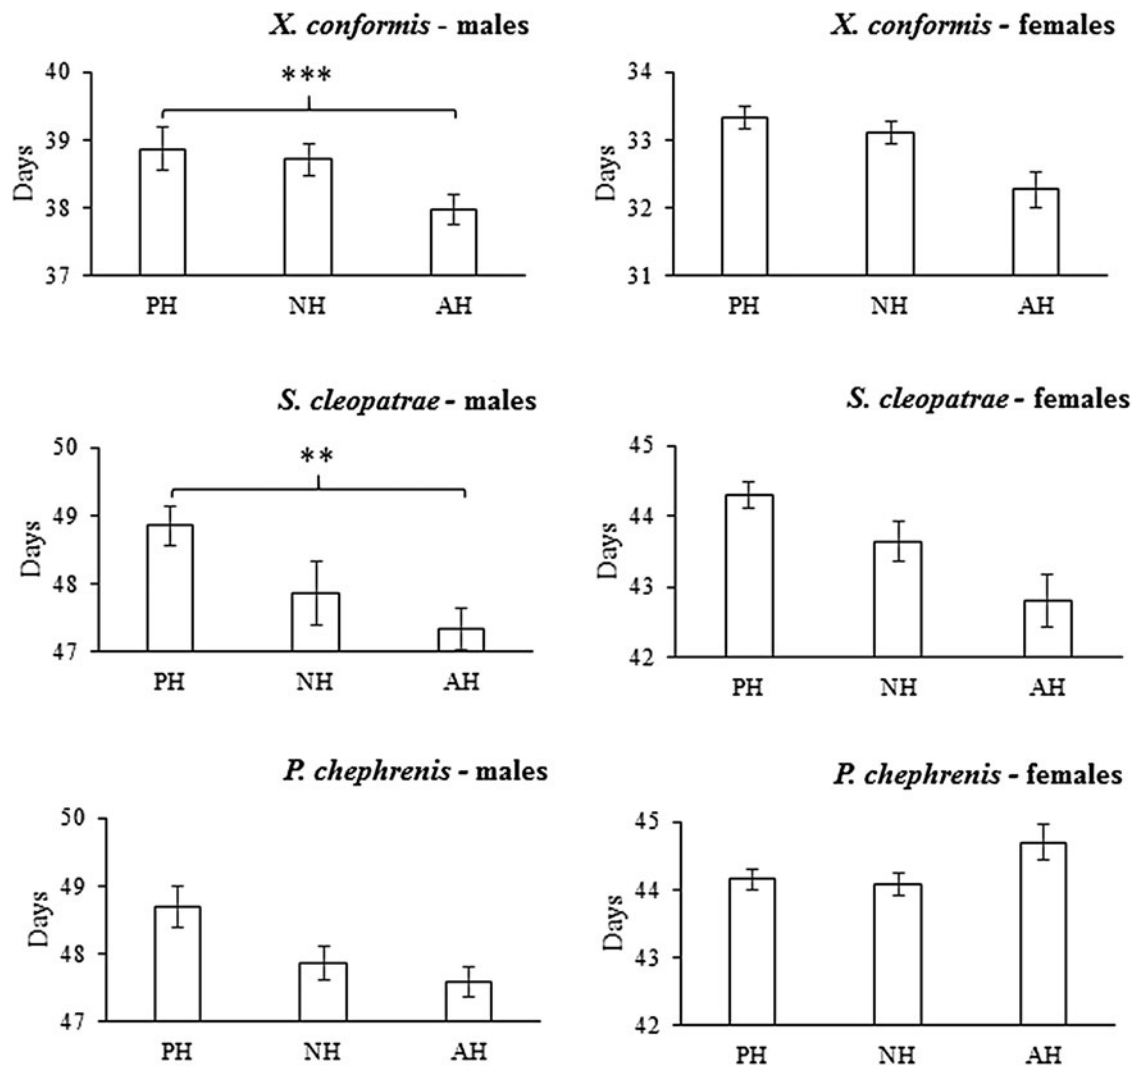 X. conformis - males
40
***
39
38
37
Days
PH NH AH
X. conformis - females
34
33
32
31
Days
PH NH AH
S. cleopatrae - males
50
**
49
48
47
Days
PH NH AH
S. cleopatrae - females
45
44
43
42
Days
PH NH AH
P. chephrenis - males
50
49
48
47
Days
PH NH AH
P. chephrenis - females
45
44
43
42
Days
PH NH AH